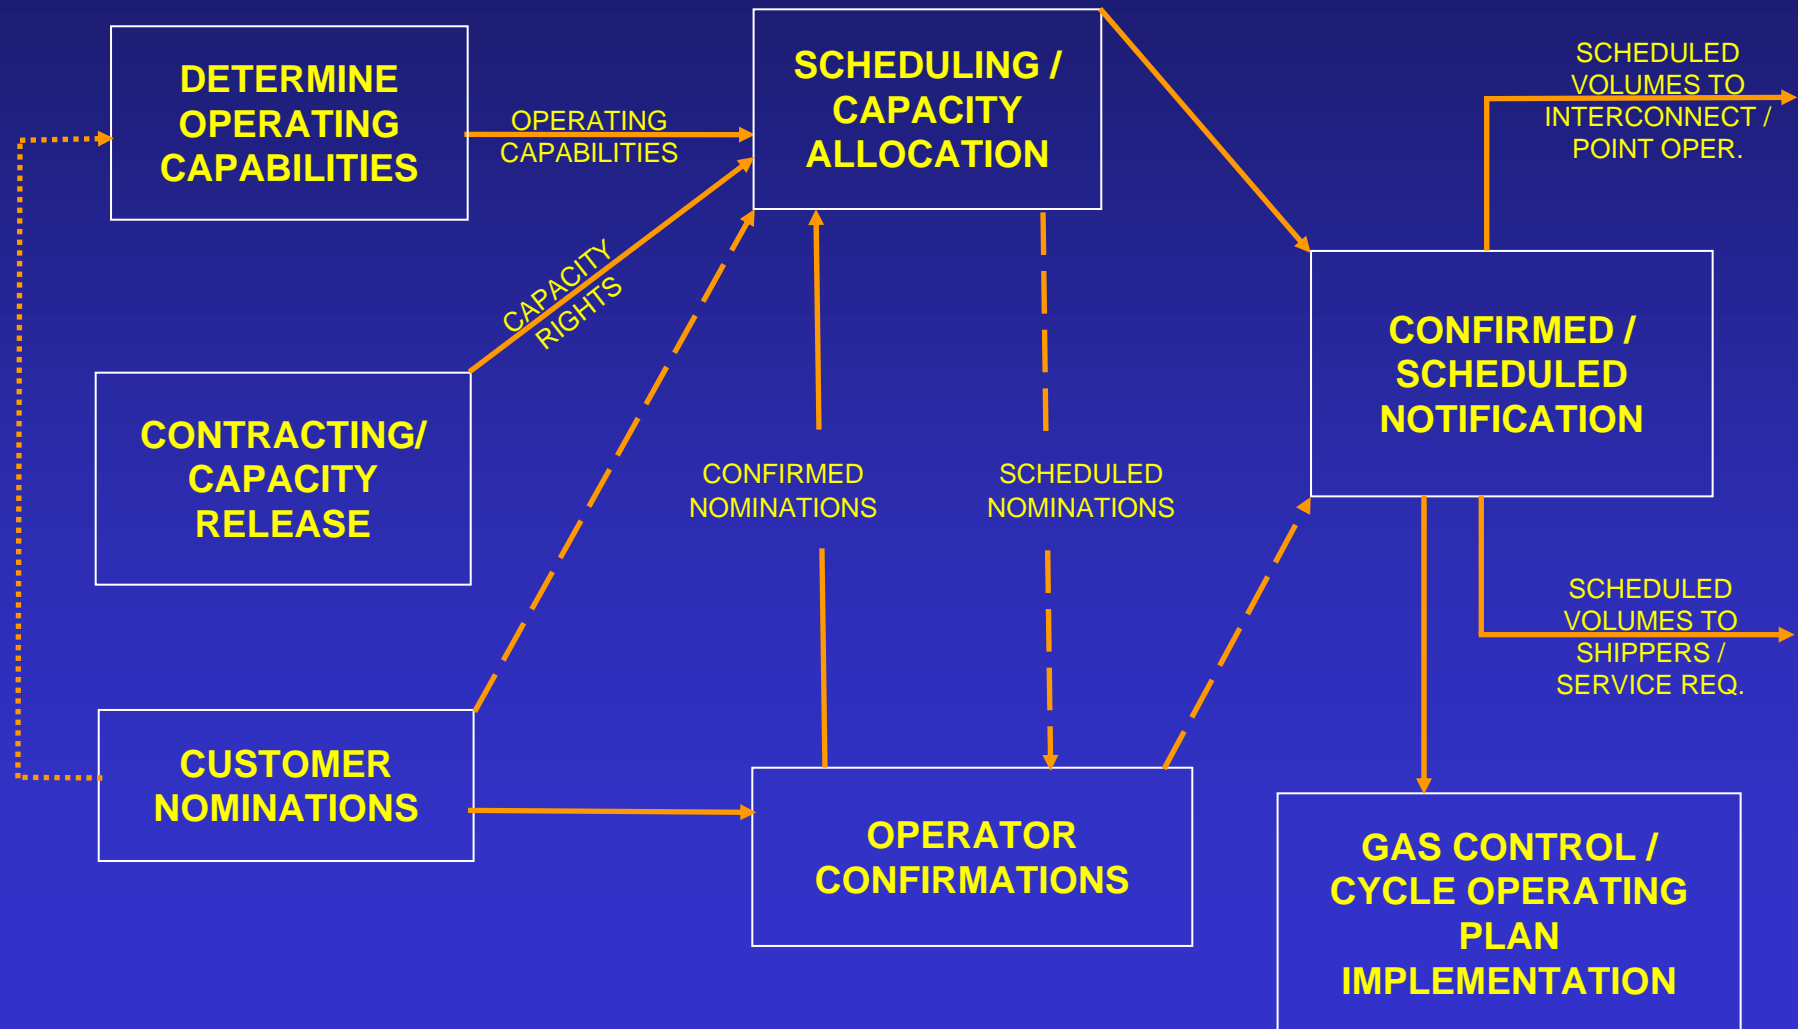 DETERMINE
OPERATING
CAPABILITIES
OPERATING
CAPABILITIES
SCHEDULING /
CAPACITY
ALLOCATION
SCHEDULED
VOLUMES TO
INTERCONNECT /
POINT OPER.
CAPACITY
RIGHTS
CONTRACTING/
CAPACITY
RELEASE
CONFIRMED
NOMINATIONS
SCHEDULED
NOMINATIONS
CONFIRMED /
SCHEDULED
NOTIFICATION
SCHEDULED
VOLUMES TO
SHIPPERS /
SERVICE REQ.
CUSTOMER
NOMINATIONS
OPERATOR
CONFIRMATIONS
GAS CONTROL /
CYCLE OPERATING
PLAN
IMPLEMENTATION